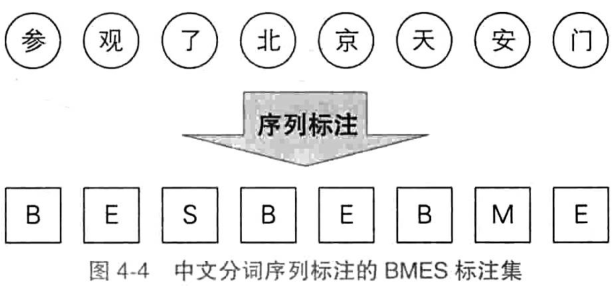 参 观 了 北 京 天 安 门
序列标注
B E S B E B M E
图 4-4 中文分词序列标注的 BMES 标注集